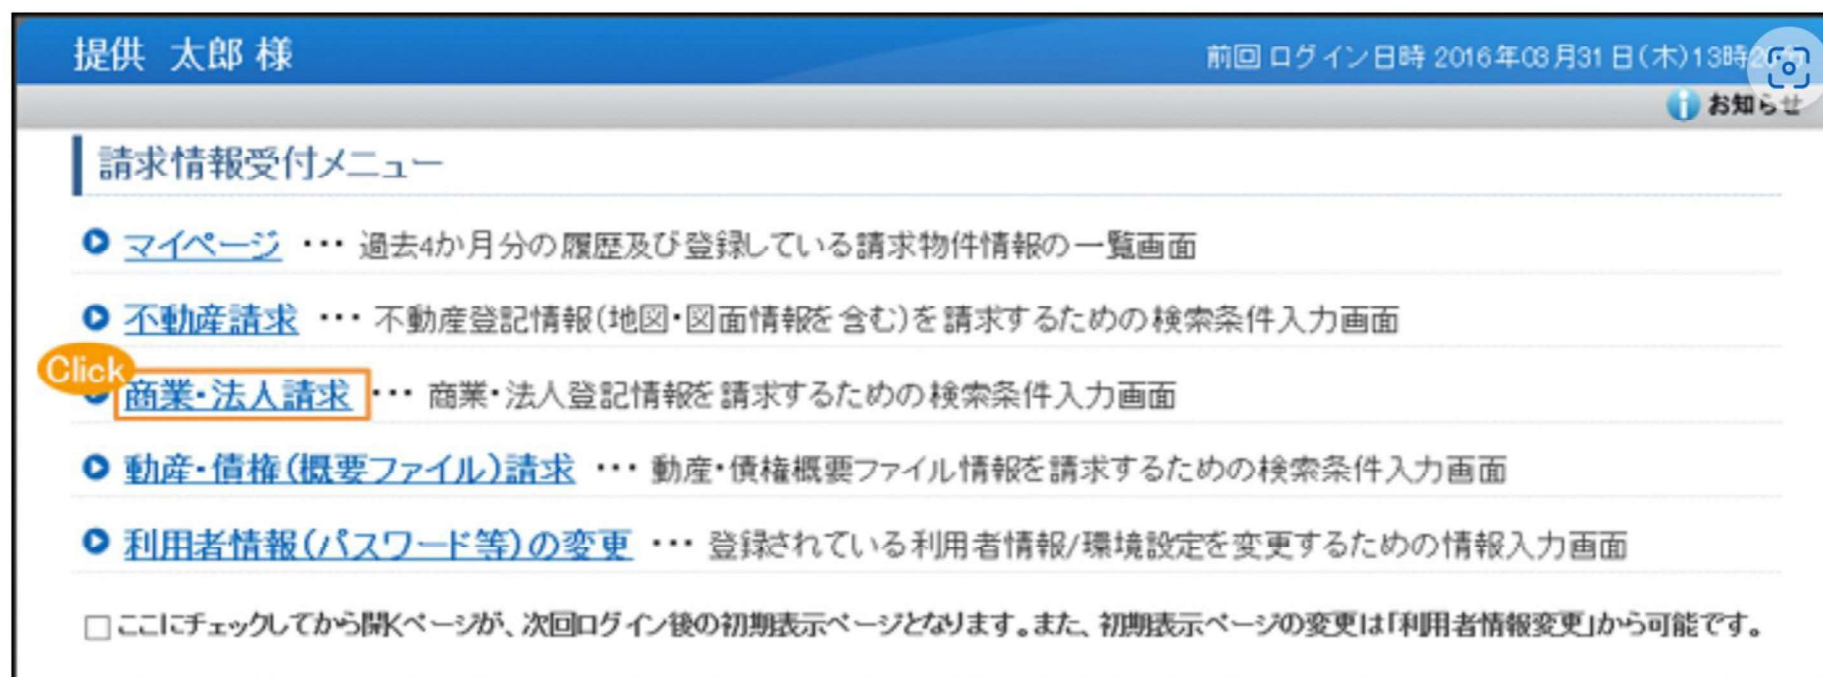 提供 太郎 様
前回 ログイン日時 2016年03月31日(木)13時
お知らせ
請求情報受付メニュー
マイページ ・・・ 過去4か月分の履歴及び登録している請求物件情報の一覧画面
不動産請求 ・・・ 不動産登記情報(地図・図面情報を含む)を請求するための検索条件入力画面
Click
商業・法人請求 ・・・ 商業・法人登記情報を請求するための検索条件入力画面
動産・債権(概要ファイル)請求 ・・・ 動産・債権概要ファイル情報を請求するための検索条件入力画面
利用者情報(パスワード等)の変更 ・・・ 登録されている利用者情報/環境設定を変更するための情報入力画面
ここにチェックしてから開くページが、次回ログイン後の初期表示ページとなります。また、初期表示ページの変更は「利用者情報変更」から可能です。